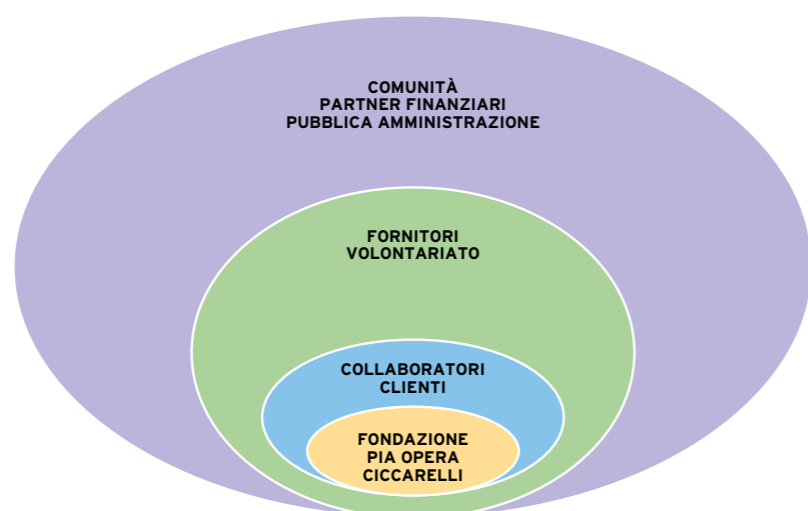 COMUNITÀ
PARTNER FINANZIARI
PUBBLICA AMMINISTRAZIONE
FORNITORI
VOLONTARIATO
COLLABORATORI
CLIENTI
FONDAZIONE
PIA OPERA
CICCARELLI